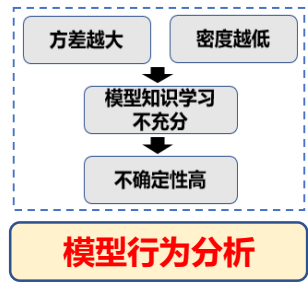 方差越大
密度越低
模型知识学习
不充分
不确定性高
模型行为分析